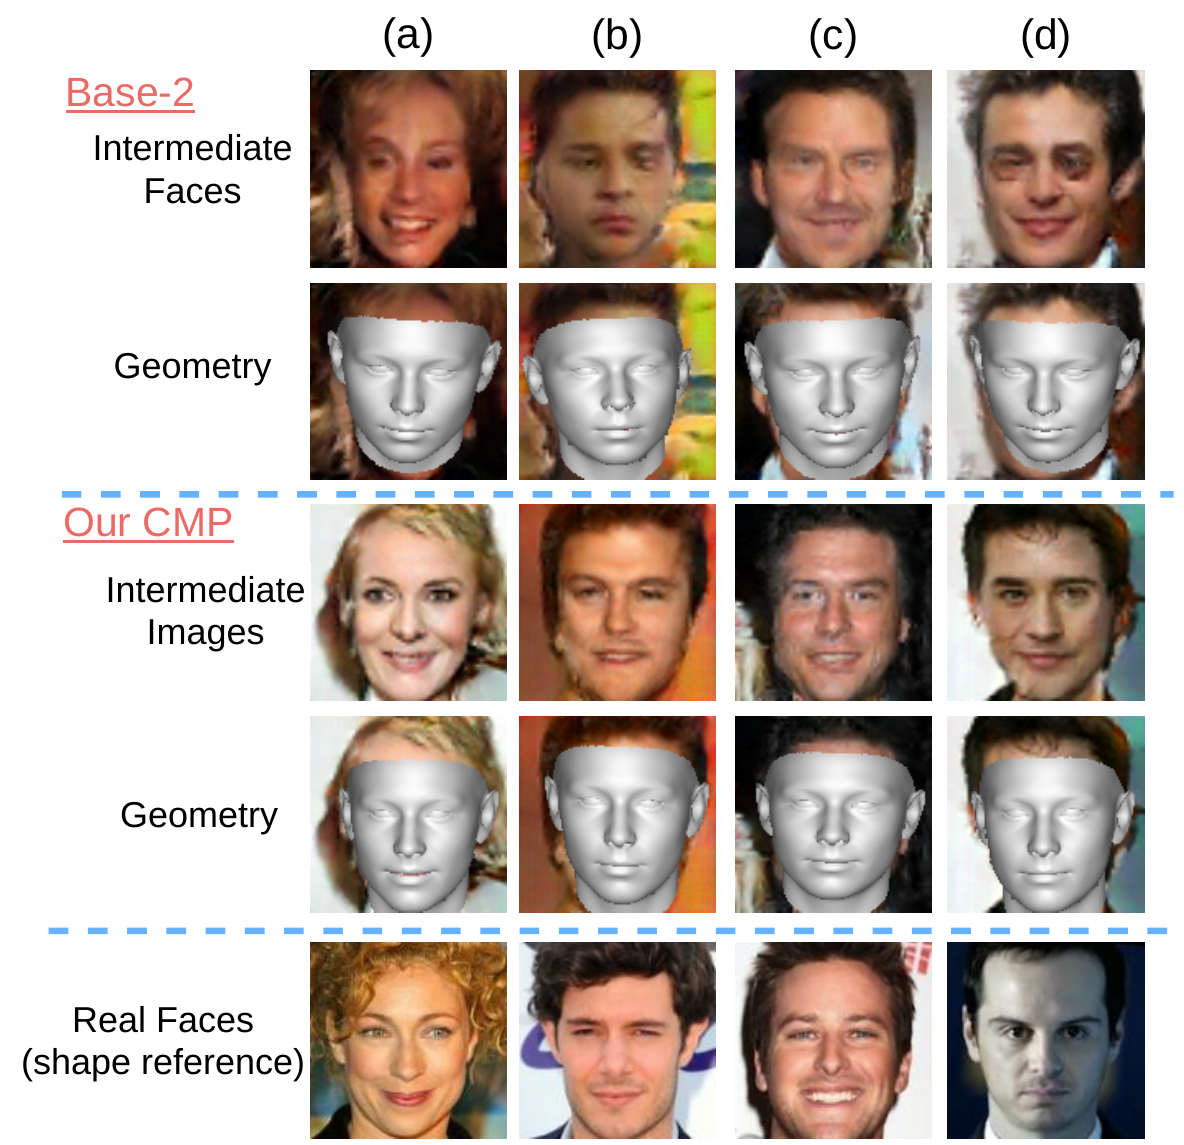 (a) (b) (c) (d)
Base-2
Intermediate
Faces
Geometry
Our CMP
Intermediate
Images
Geometry
Real Faces
(shape reference)